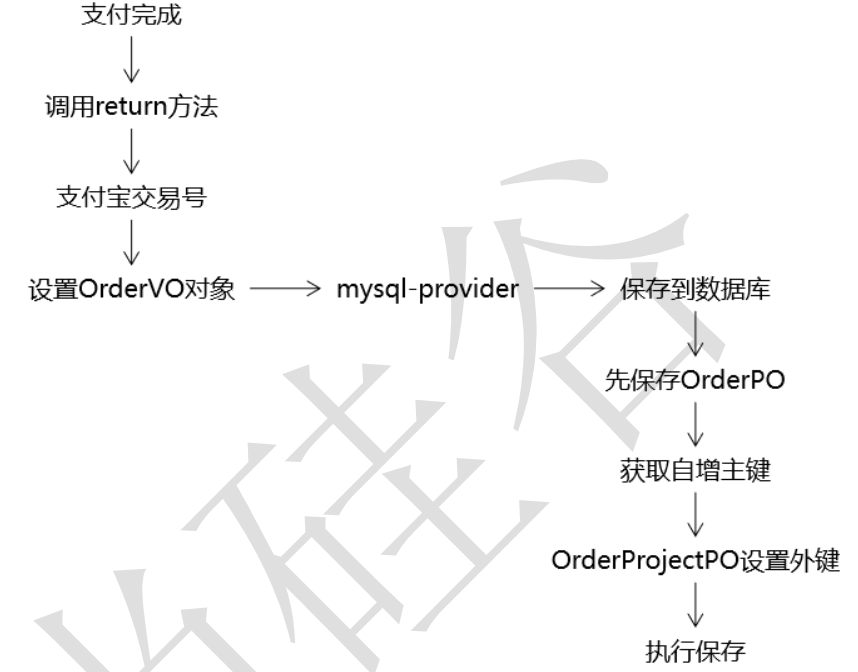 支付完成
调用return方法
支付宝交易号
设置OrderVO对象
mysql-provider
保存到数据库
先保存OrderPO
获取自增主键
OrderProjectPO设置外键
执行保存
尚硅谷